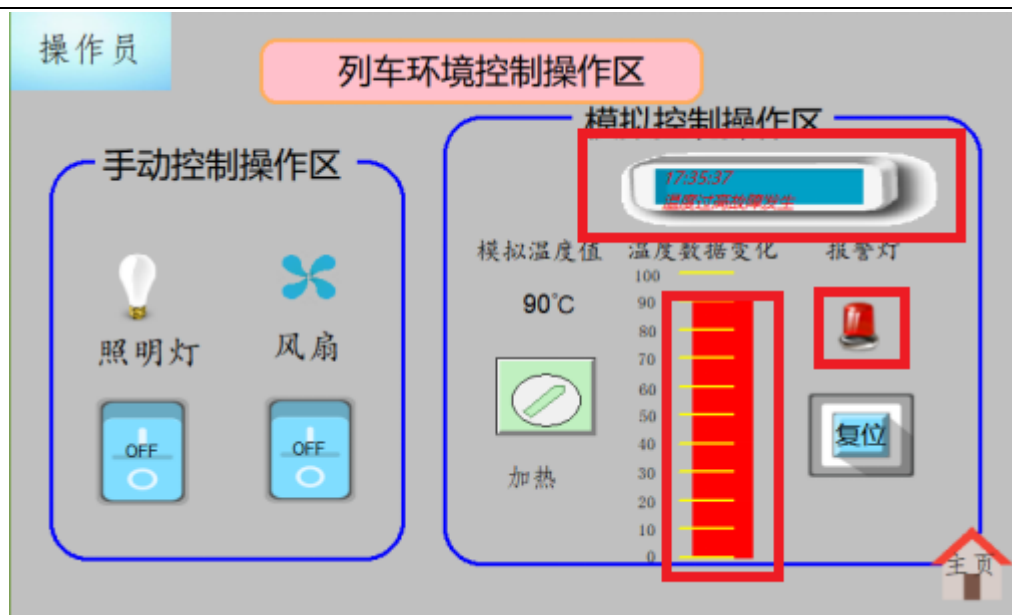 操作员
列车环境控制操作区
手动控制操作区
模拟控制操作区
17:35:37
温度过高故障发生
模拟温度值
温度数据变化
报警灯
90℃
100
90
80
70
60
50
40
30
20
10
0
照明灯
风扇
OFF
OFF
加热
复位
主页